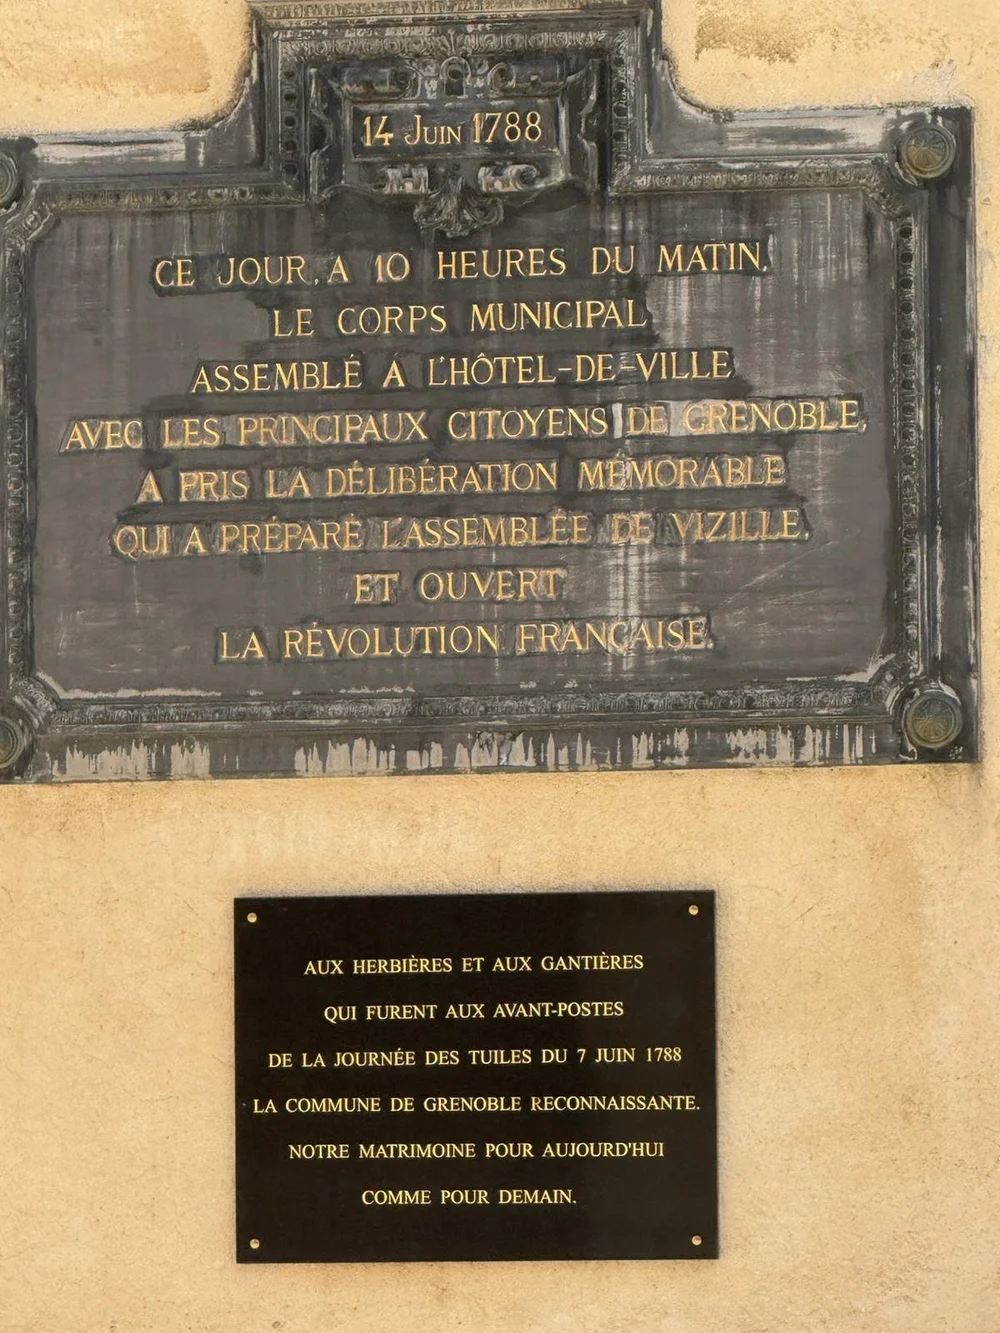 14 JUIN 1788
CE JOUR, A 10 HEURES DU MATIN,
LE CORPS MUNICIPAL
ASSEMBLÉ A L'HÔTEL-DE-VILLE
AVEC LES PRINCIPAUX CITOYENS DE GRENOBLE,
A PRIS LA DÉLIBÉRATION MÉMORABLE
QUI A PRÉPARÉ L'ASSEMBLÉE DE VIZILLE,
ET OUVERT
LA RÉVOLUTION FRANÇAISE.
AUX HERBIÈRES ET AUX GANTIÈRES
QUI FURENT AUX AVANT-POSTES
DE LA JOURNÉE DES TUILES DU 7 JUIN 1788
LA COMMUNE DE GRENOBLE RECONNAISSANTE.
NOTRE MATRIMOINE POUR AUJOURD'HUI
COMME POUR DEMAIN.